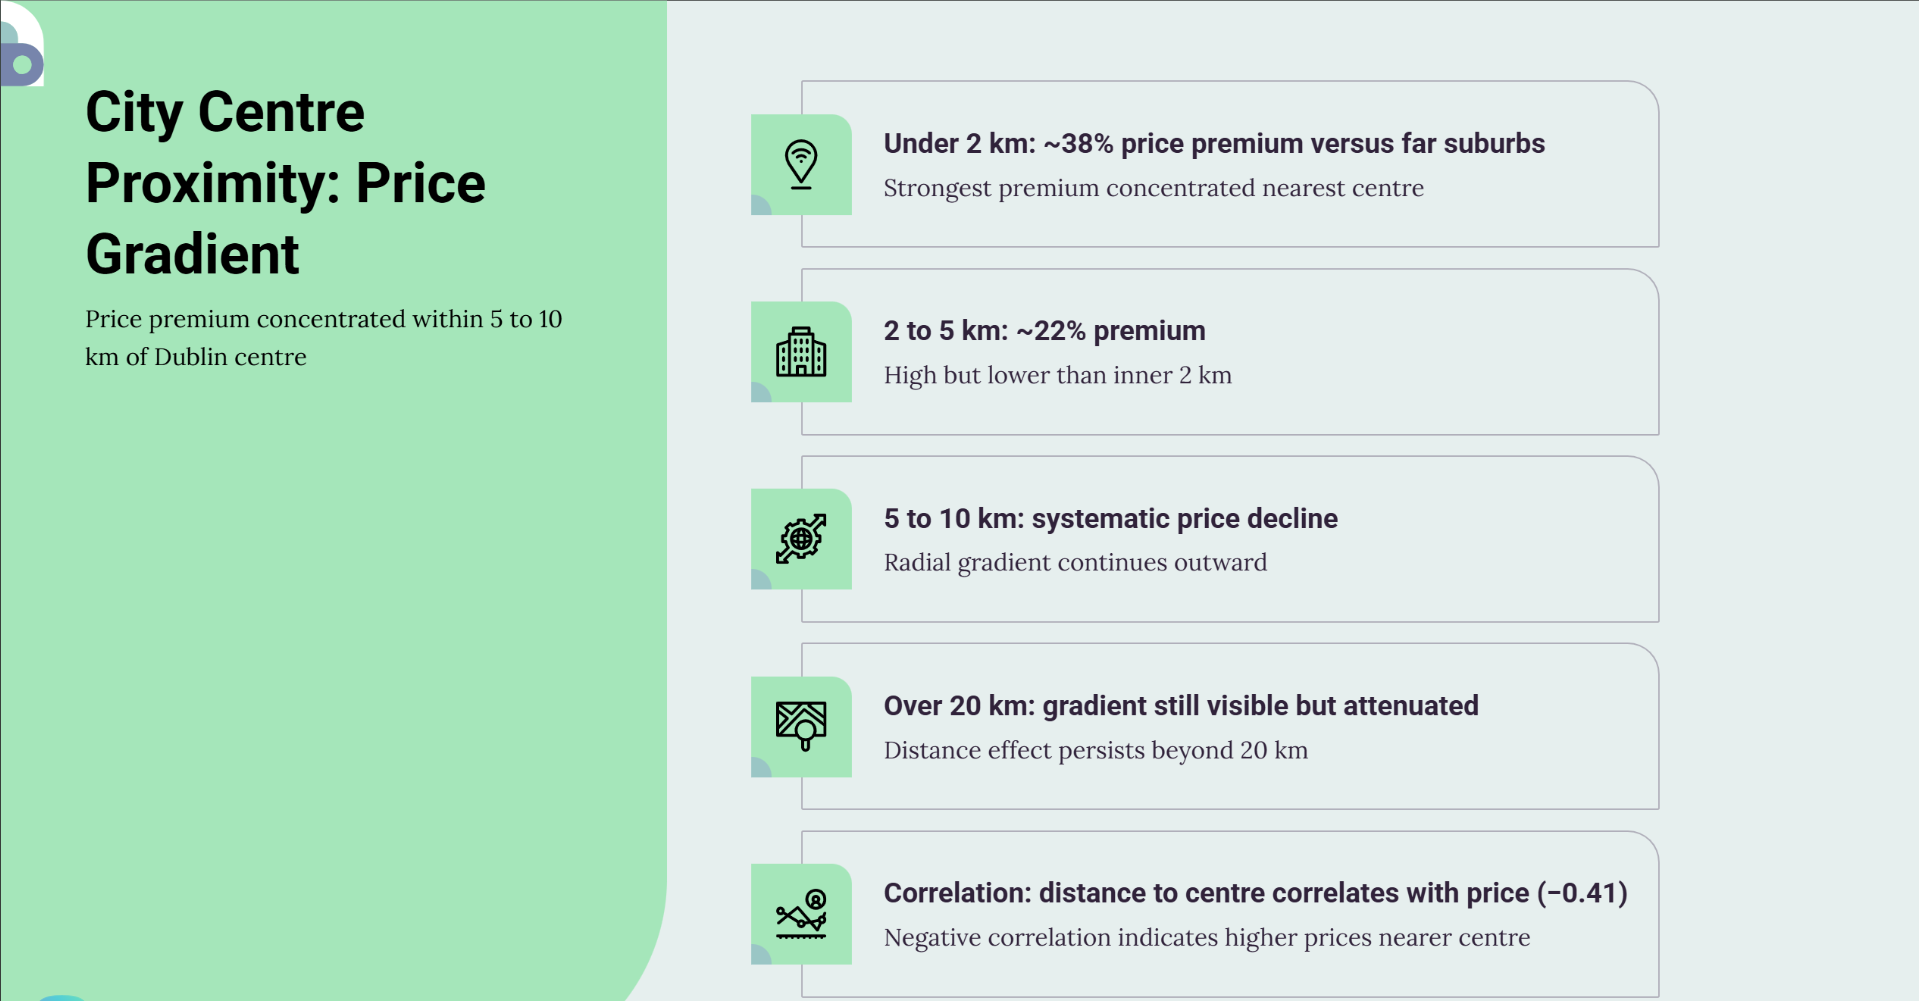 City Centre
Proximity: Price
Gradient
Price premium concentrated within 5 to 10
km of Dublin centre
Under 2 km: ~38% price premium versus far suburbs
Strongest premium concentrated nearest centre
2 to 5 km: ~22% premium
High but lower than inner 2 km
5 to 10 km: systematic price decline
Radial gradient continues outward
Over 20 km: gradient still visible but attenuated
Distance effect persists beyond 20 km
Correlation: distance to centre correlates with price (−0.41)
Negative correlation indicates higher prices nearer centre